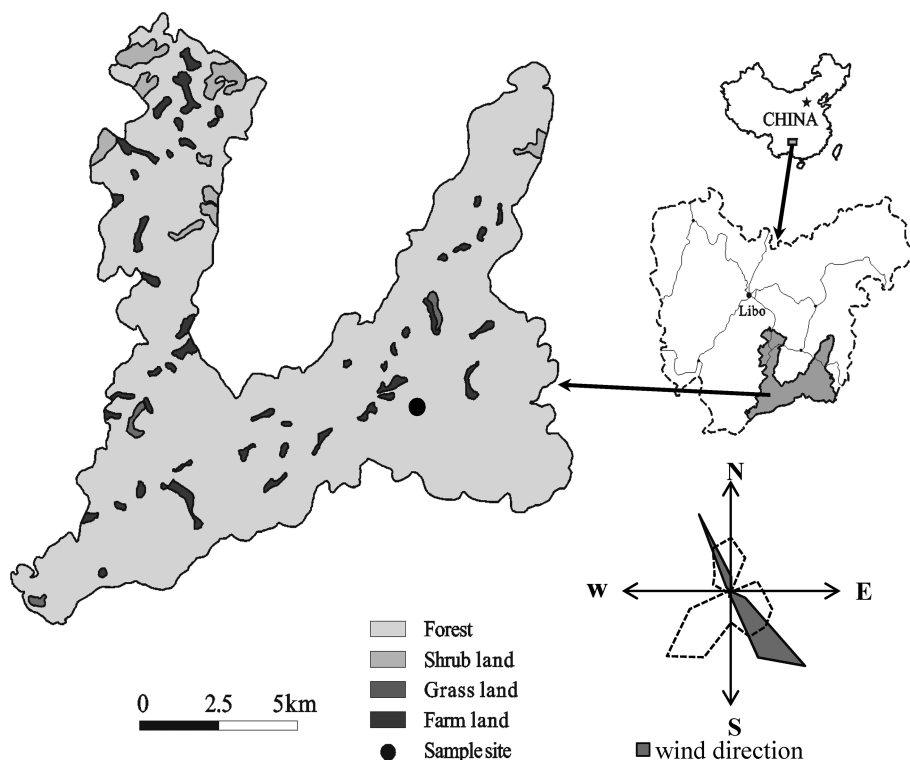 CHINA
Libo
N
W
E
S
wind direction
Forest
Shrub land
Grass land
Farm land
Sample site
0 2.5 5km